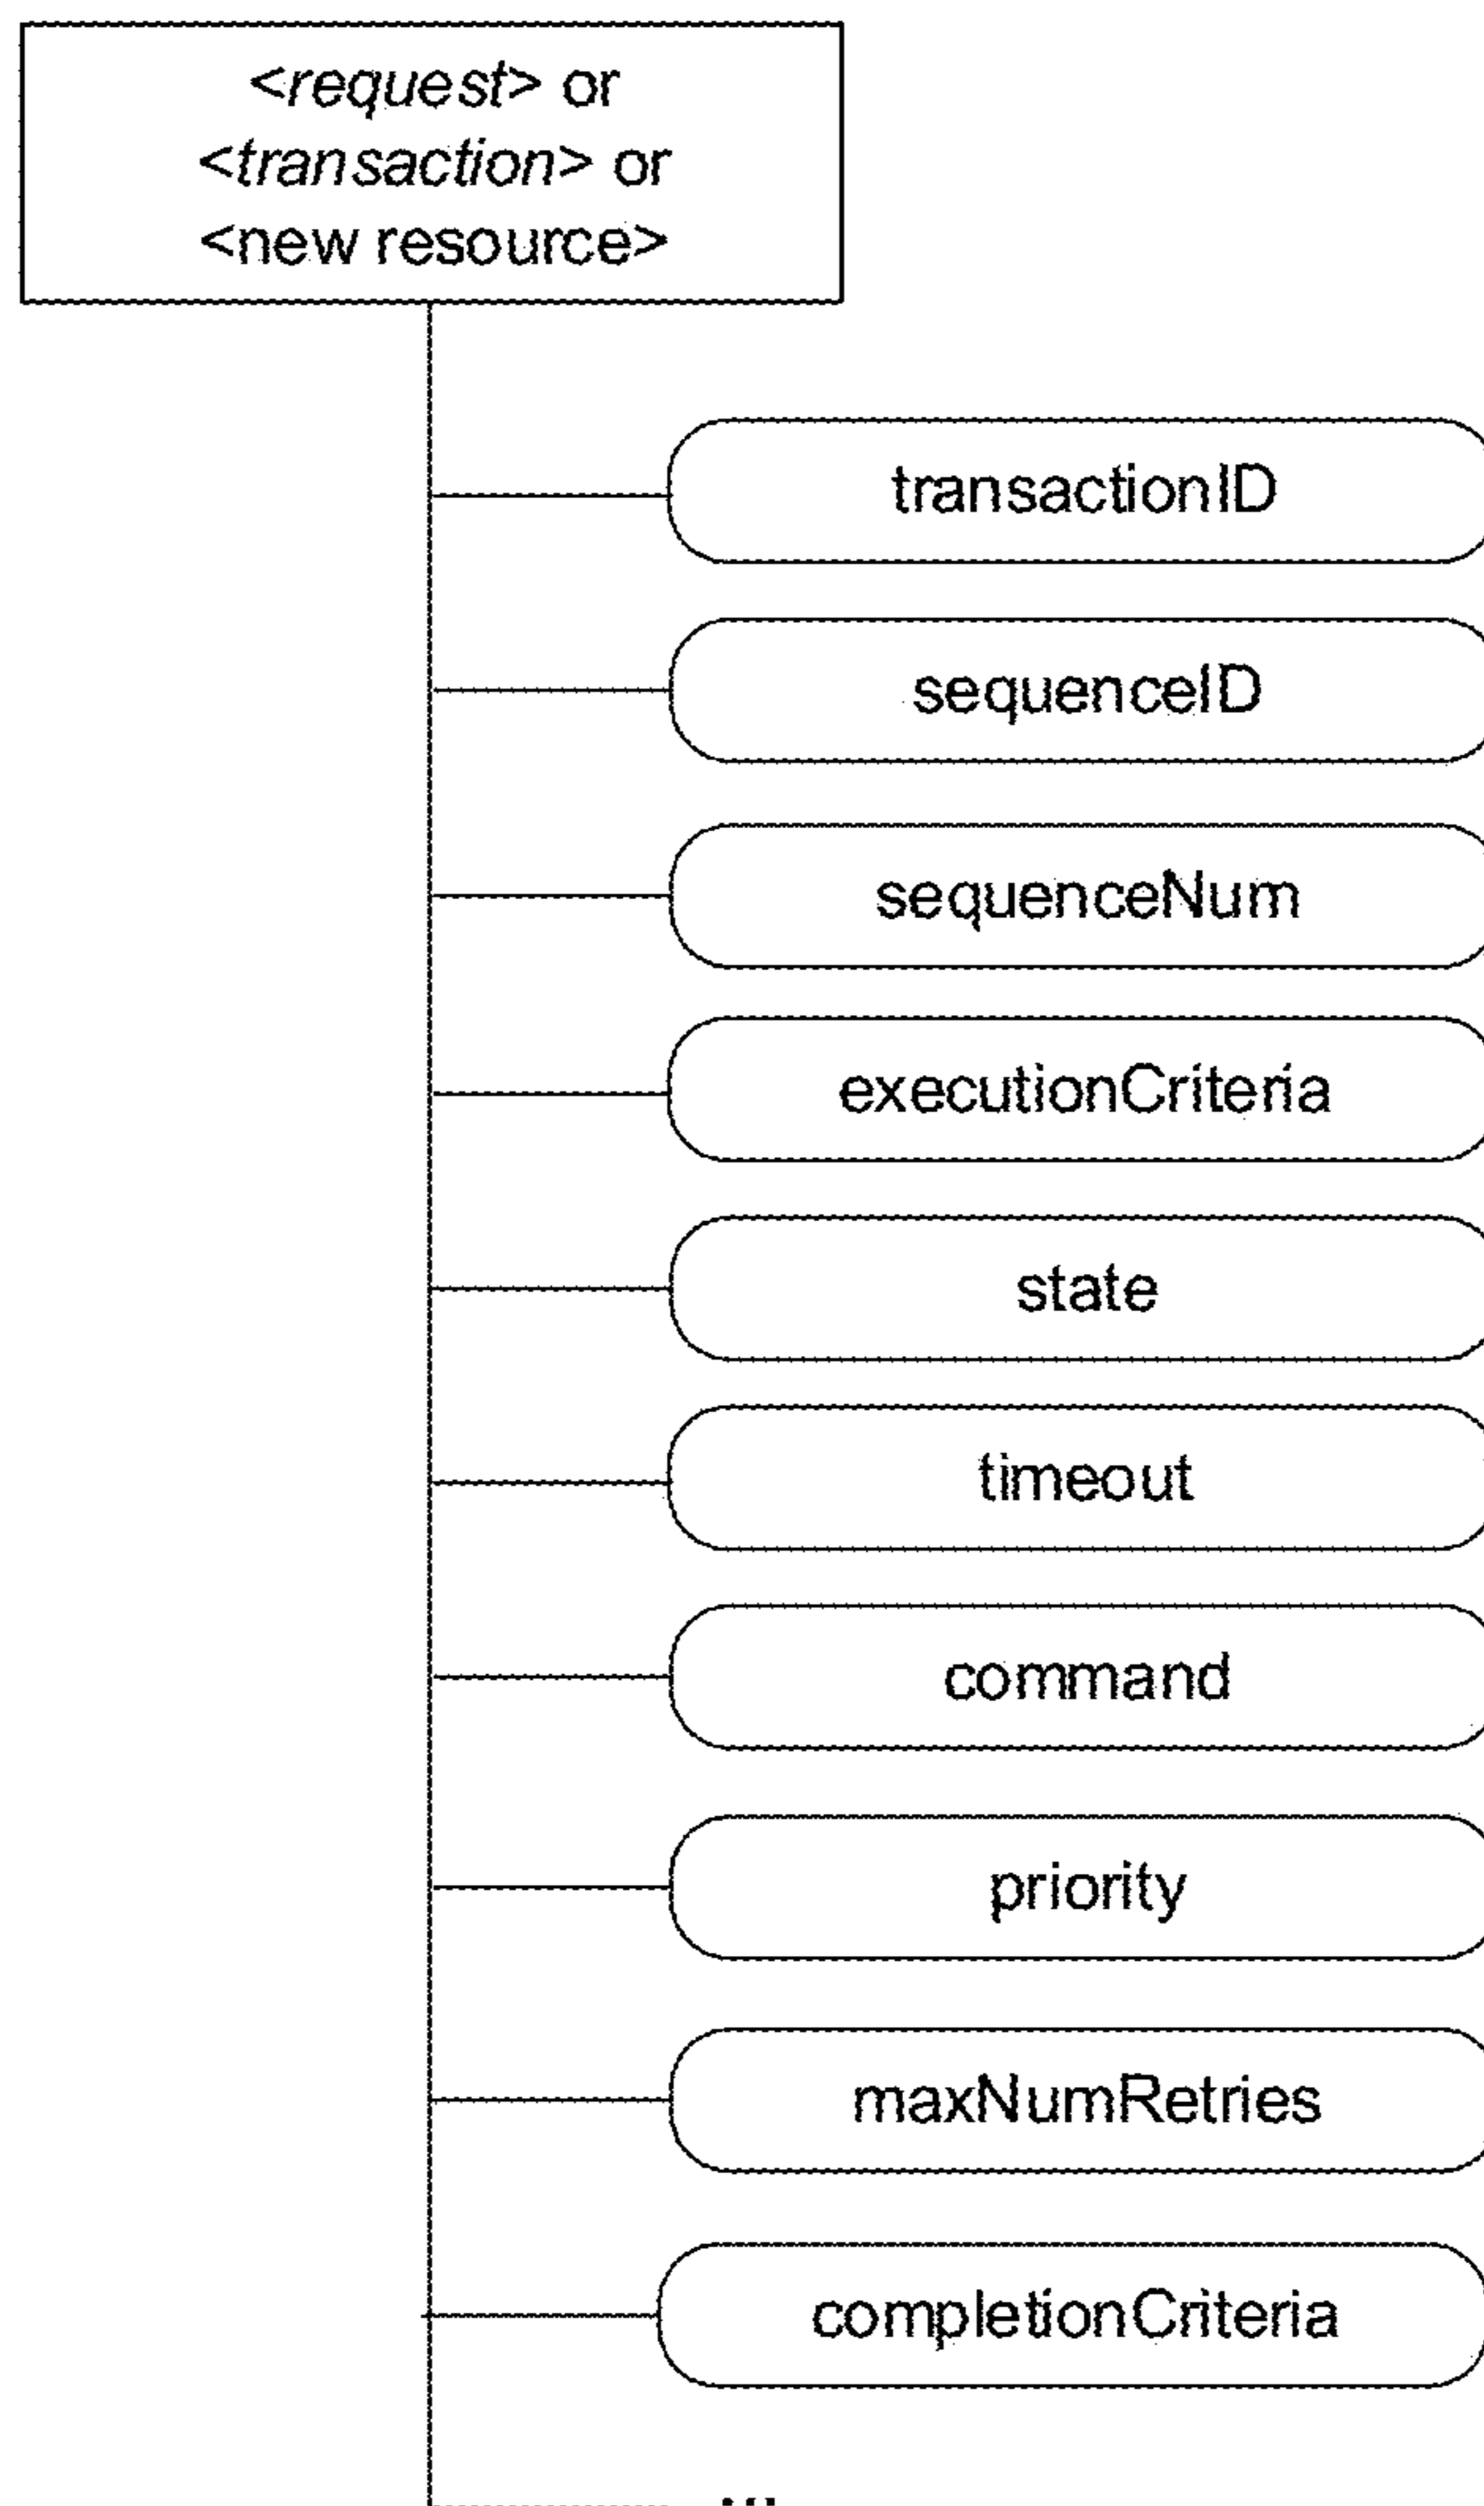 <request> or
<transaction> or
<new resource>
transactionID
sequenceID
sequenceNum
executionCriteria
state
timeout
command
priority
maxNumRetries
completionCriteria